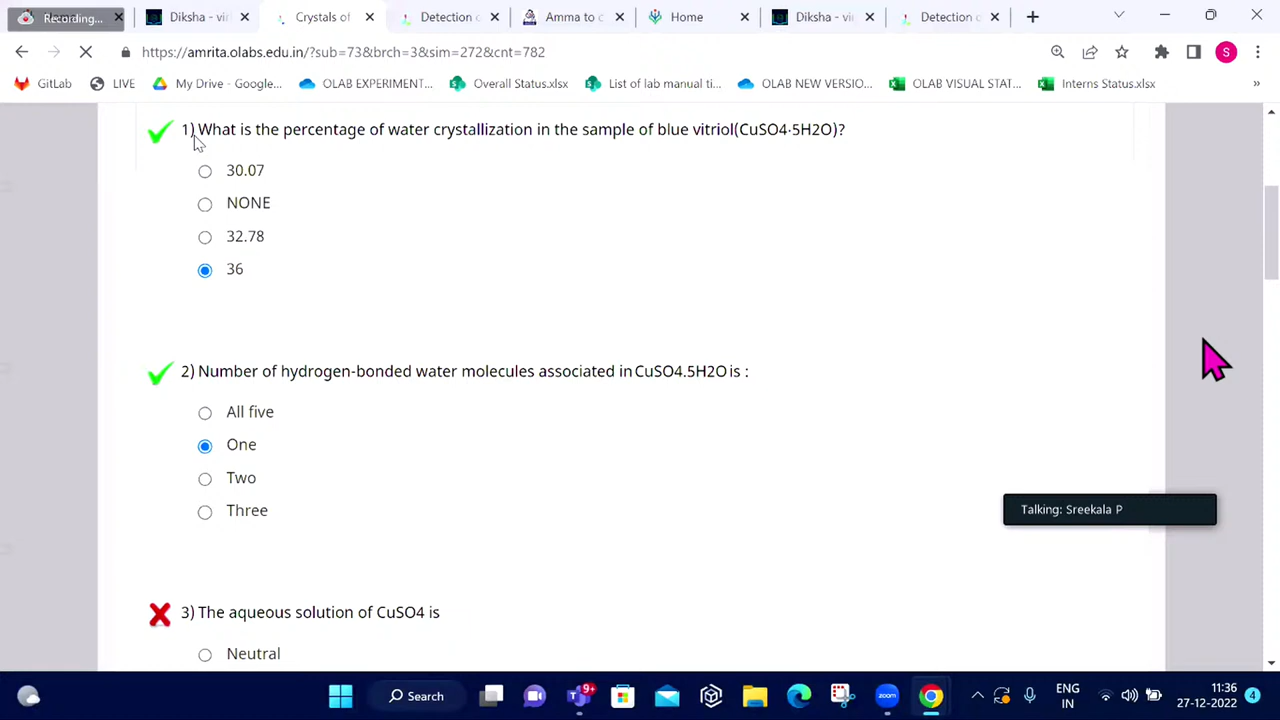 Recording...
Diksha - vir
Crystals of
Detection o
Amma to c
Home
Diksha - vir
Detection o
https://amrita.olabs.edu.in/?sub=73&brch=3&sim=272&cnt=782
S
GitLab
LIVE
My Drive - Google...
OLAB EXPERIMENT...
Overall Status.xlsx
List of lab manual ti...
OLAB NEW VERSIO...
OLAB VISUAL STAT...
Interns Status.xlsx
»
1) What is the percentage of water crystallization in the sample of blue vitriol(CuSO4·5H2O)?
30.07
NONE
32.78
36
2) Number of hydrogen-bonded water molecules associated in CuSO4.5H2O is :
All five
One
Two
Three
Talking: Sreekala P
3) The aqueous solution of CuSO4 is
Neutral
Search
9+
zoom
ENG
IN
11:36
27-12-2022
4